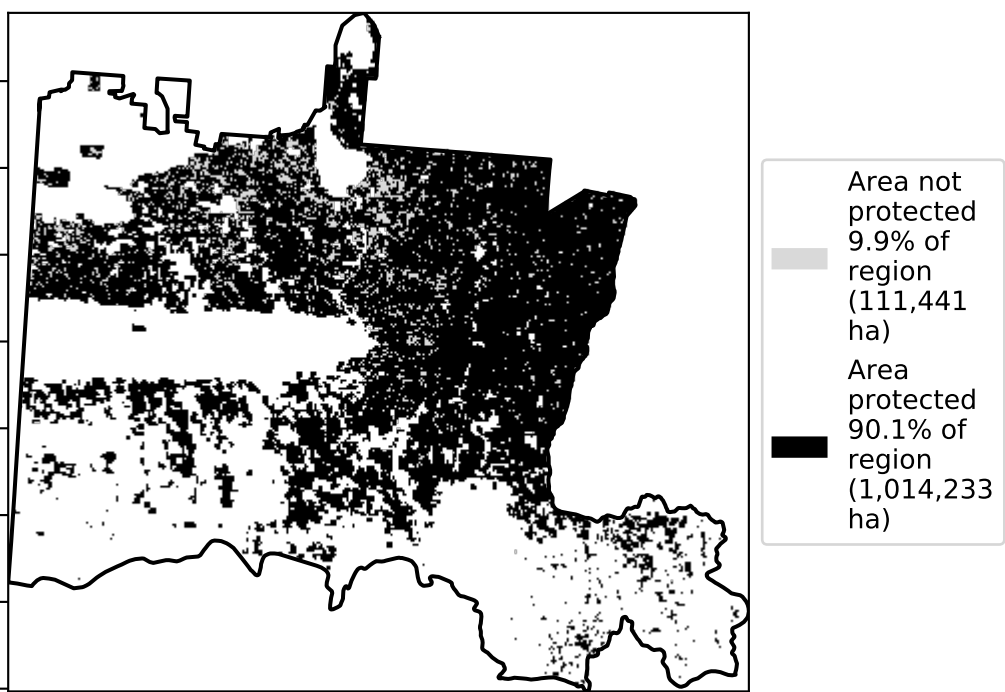 Area not
protected
9.9% of
region
(111,441
ha)
Area
protected
90.1% of
region
(1,014,233
ha)